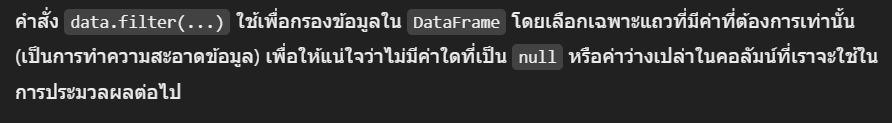 คำสั่ง data.filter(...) ใช้เพื่อกรองข้อมูลใน DataFrame โดยเลือกเฉพาะแถวที่มีค่าที่ต้องการเท่านั้น
(เป็นการทำความสะอาดข้อมูล) เพื่อให้แน่ใจว่าไม่มีค่าใดที่เป็น null หรือค่าว่างเปล่าในคอลัมน์ที่เราจะใช้ใน
การประมวลผลต่อไป